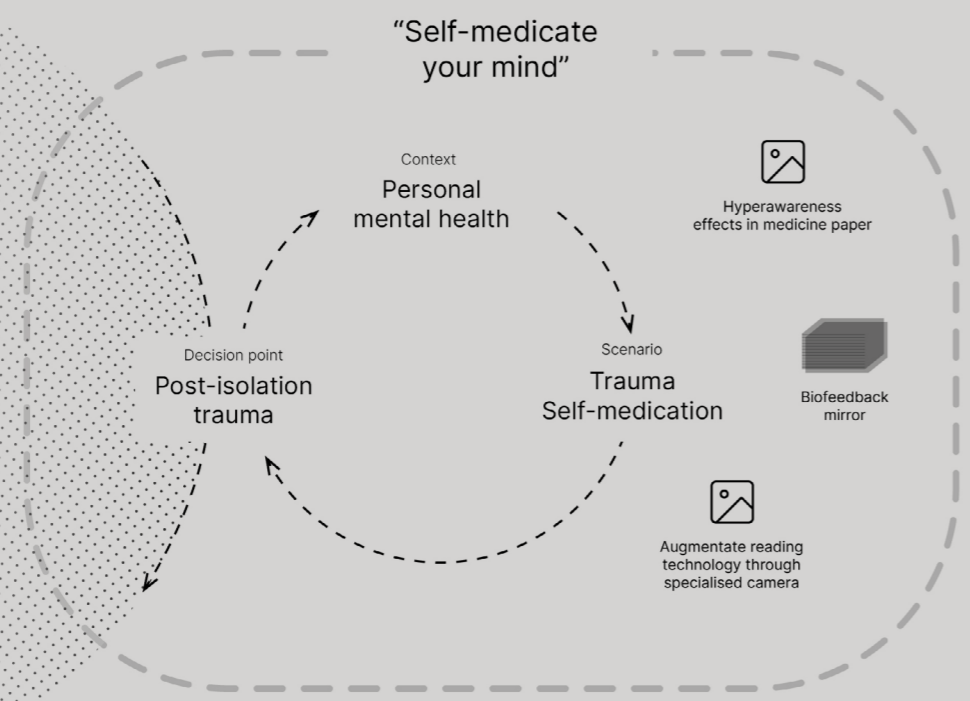 “Self-medicate
your mind”
Context
Personal
mental health
Hyperawareness
effects in medicine paper
Decision point
Post-isolation
trauma
Scenario
Trauma
Self-medication
Biofeedback
mirror
Augmentate reading
technology through
specialised camera